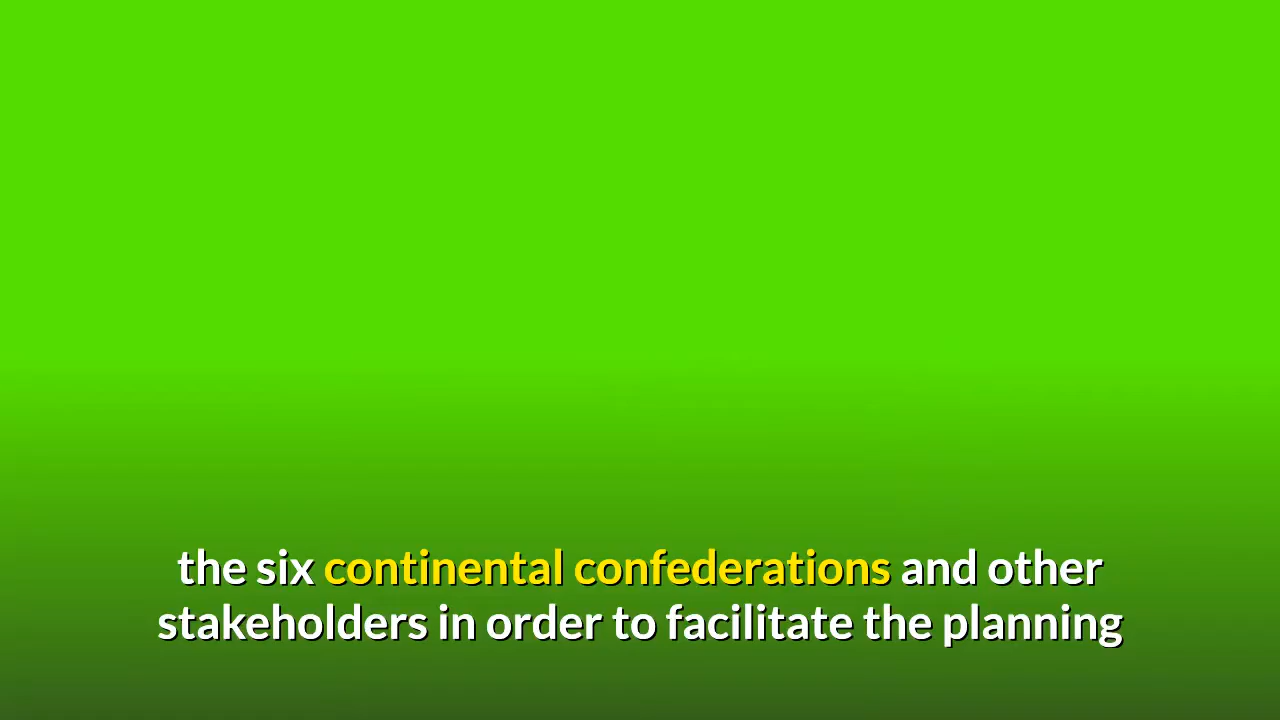 the six continental confederations and other
stakeholders in order to facilitate the planning